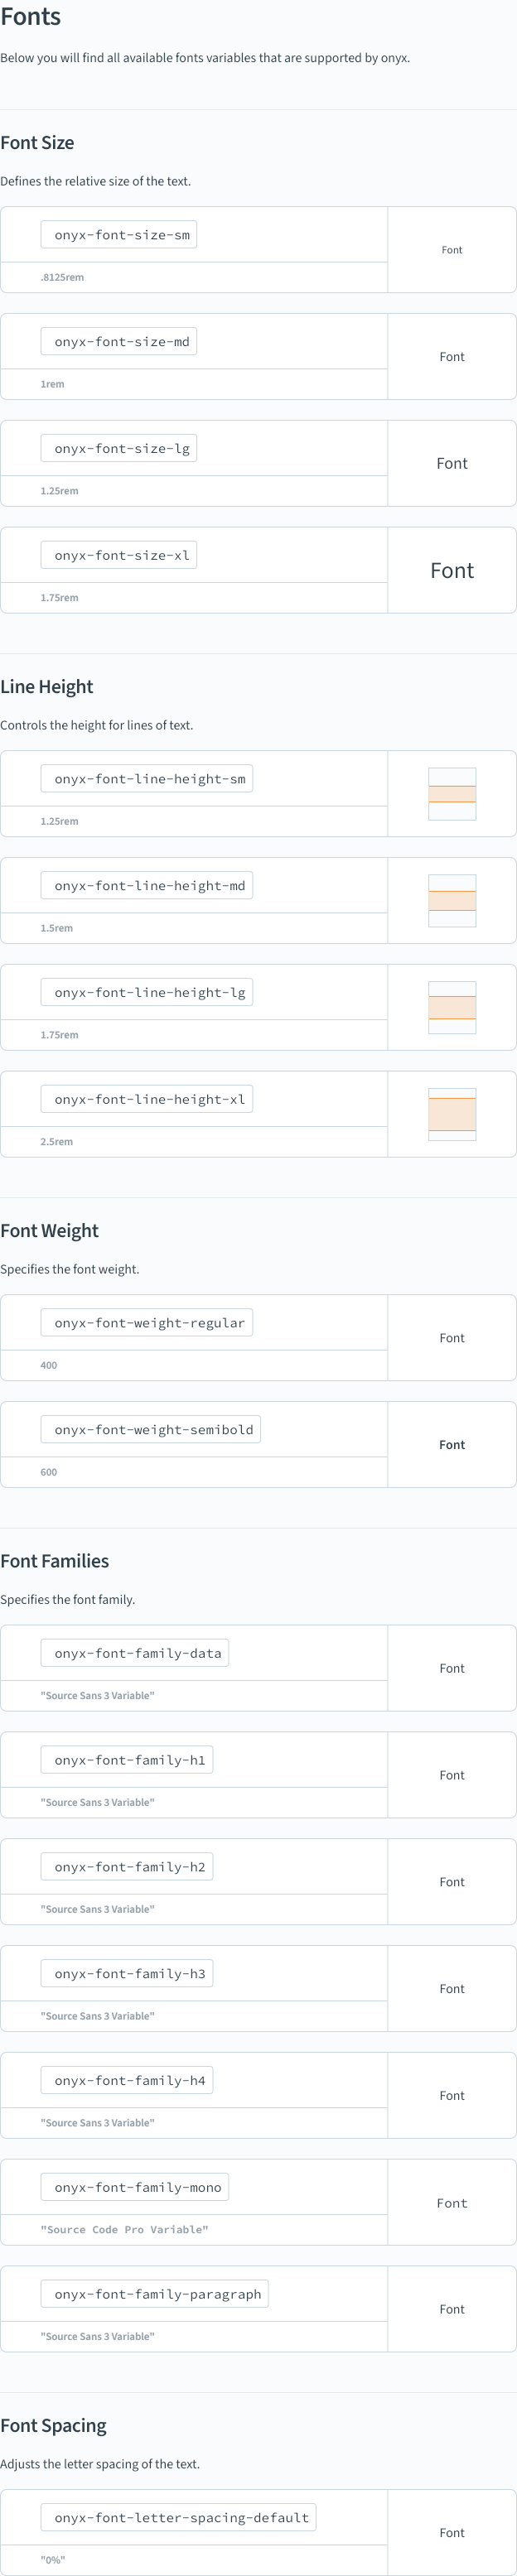 Fonts
Below you will find all available fonts variables that are supported by onyx.
Font Size
Defines the relative size of the text.
onyx-font-size-sm
Font
.8125rem
onyx-font-size-md
Font
1rem
onyx-font-size-lg
Font
1.25rem
onyx-font-size-xl
Font
1.75rem
Line Height
Controls the height for lines of text.
onyx-font-line-height-sm
1.25rem
onyx-font-line-height-md
1.5rem
onyx-font-line-height-lg
1.75rem
onyx-font-line-height-xl
2.5rem
Font Weight
Specifies the font weight.
onyx-font-weight-regular
Font
400
onyx-font-weight-semibold
Font
600
Font Families
Specifies the font family.
onyx-font-family-data
Font
"Source Sans 3 Variable"
onyx-font-family-h1
Font
"Source Sans 3 Variable"
onyx-font-family-h2
Font
"Source Sans 3 Variable"
onyx-font-family-h3
Font
"Source Sans 3 Variable"
onyx-font-family-h4
Font
"Source Sans 3 Variable"
onyx-font-family-mono
Font
"Source Code Pro Variable"
onyx-font-family-paragraph
Font
"Source Sans 3 Variable"
Font Spacing
Adjusts the letter spacing of the text.
onyx-font-letter-spacing-default
Font
"0%"